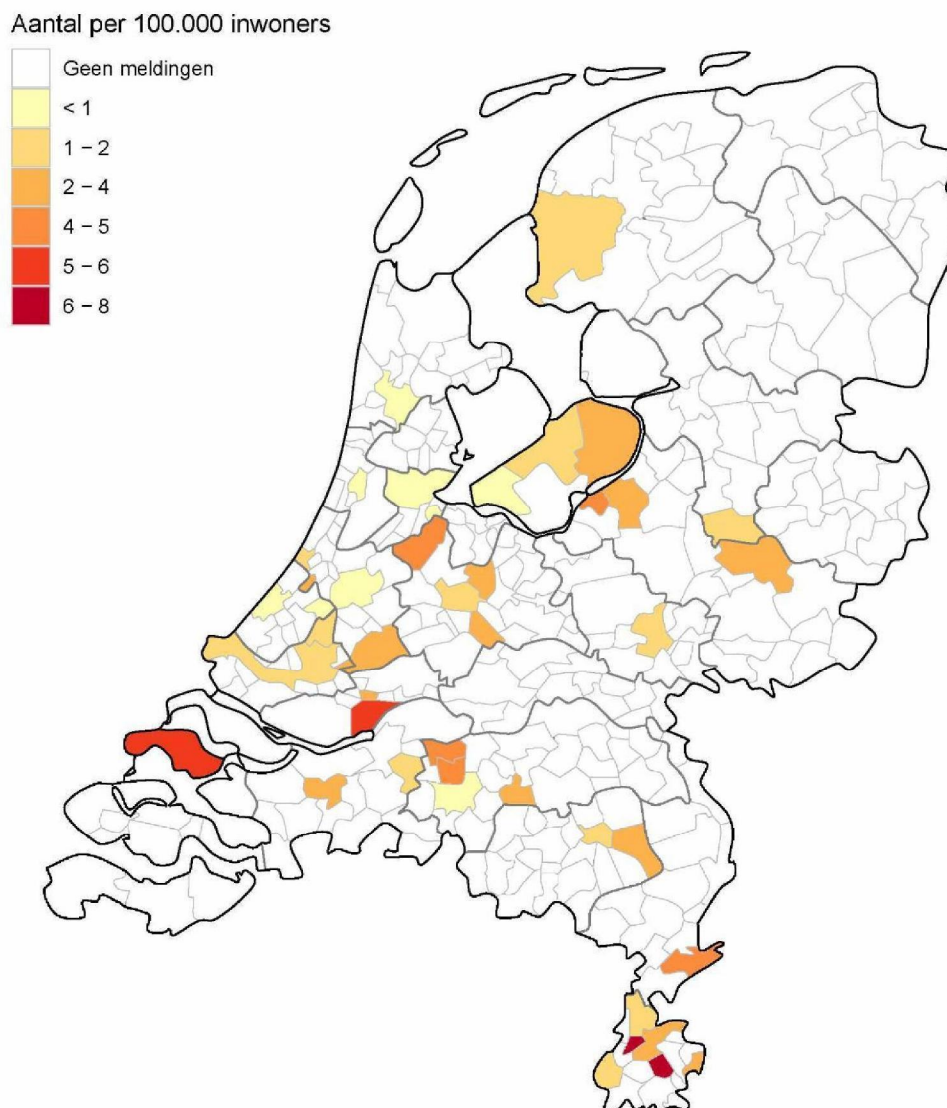 Aantal per 100.000 inwoners
Geen meldingen
< 1
1 – 2
2 – 4
4 – 5
5 – 6
6 – 8